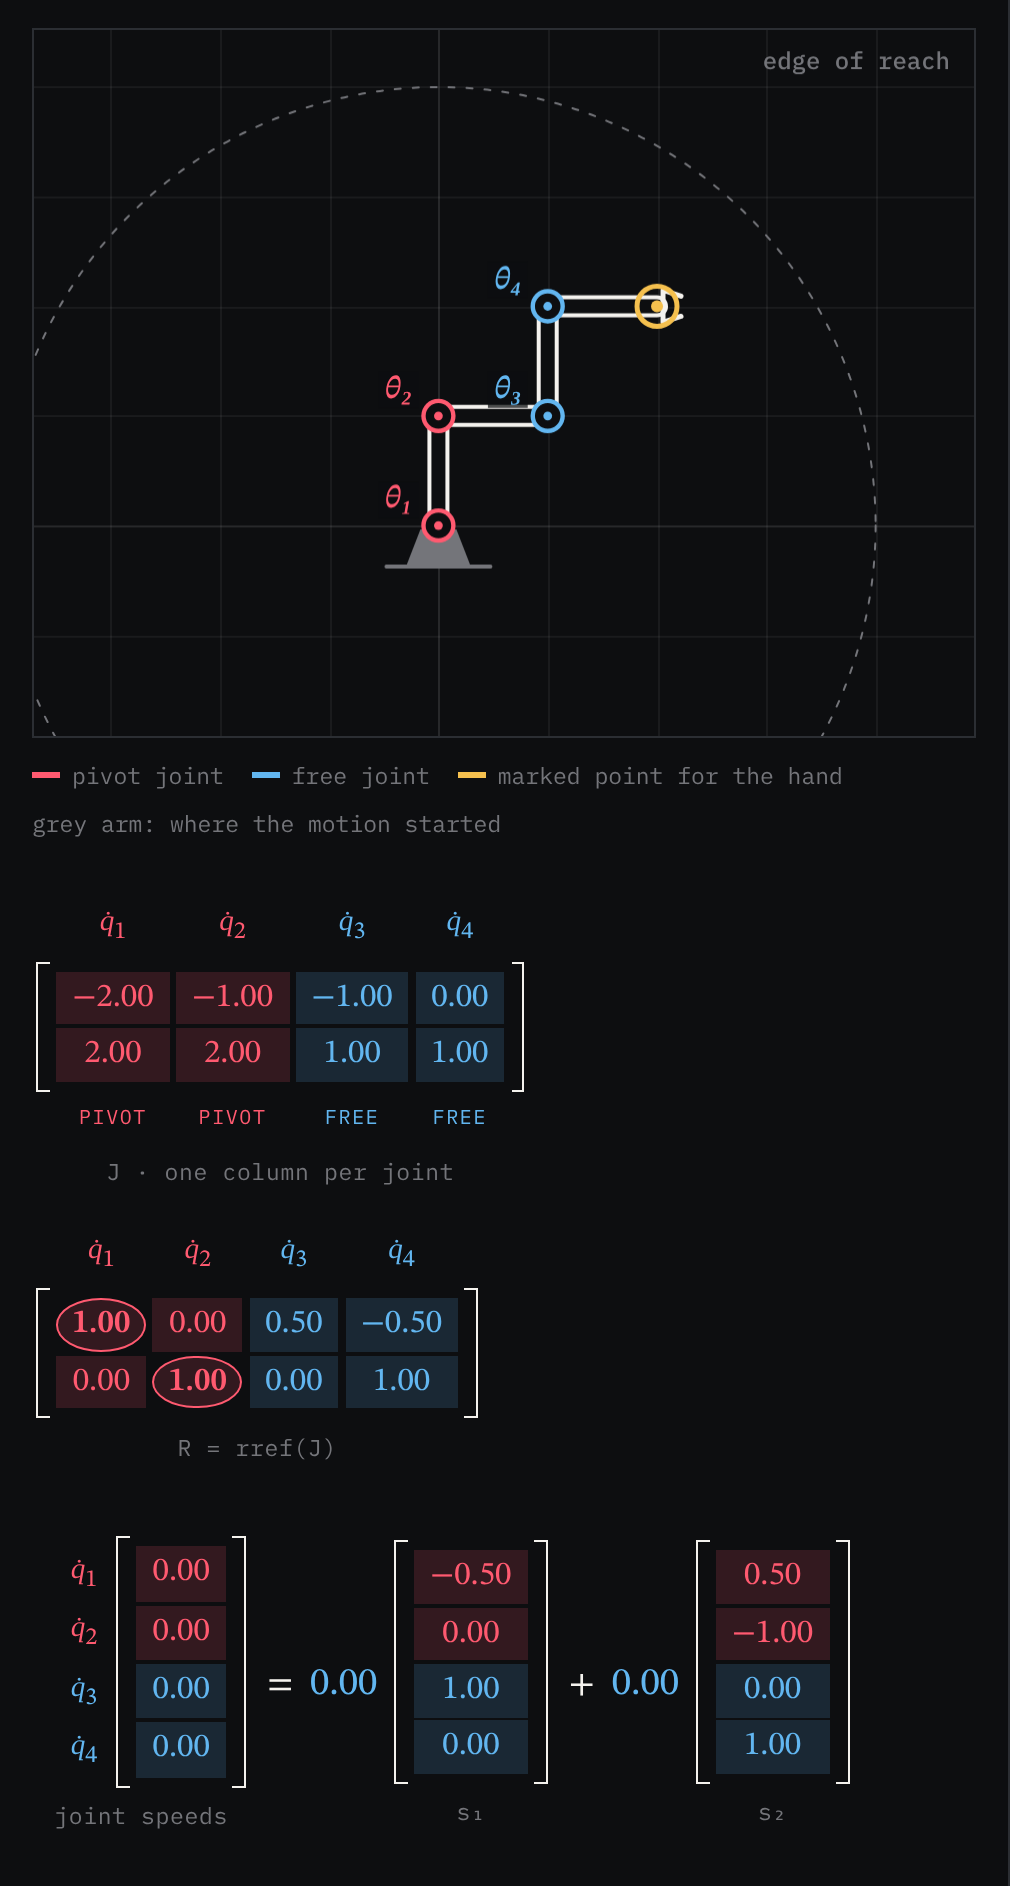 edge of reach
θ₄
θ₂ θ₃
θ₁
pivot joint free joint marked point for the hand
grey arm: where the motion started
q̇₁ q̇₂ q̇₃ q̇₄
−2.00 −1.00 −1.00 0.00
2.00 2.00 1.00 1.00
PIVOT PIVOT FREE FREE
J · one column per joint
q̇₁ q̇₂ q̇₃ q̇₄
1.00 0.00 0.50 −0.50
0.00 1.00 0.00 1.00
R = rref(J)
q̇₁ 0.00 −0.50 0.50
q̇₂ 0.00 0.00 −1.00
q̇₃ 0.00 = 0.00 1.00 + 0.00 0.00
q̇₄ 0.00 0.00 1.00
joint speeds s₁ s₂